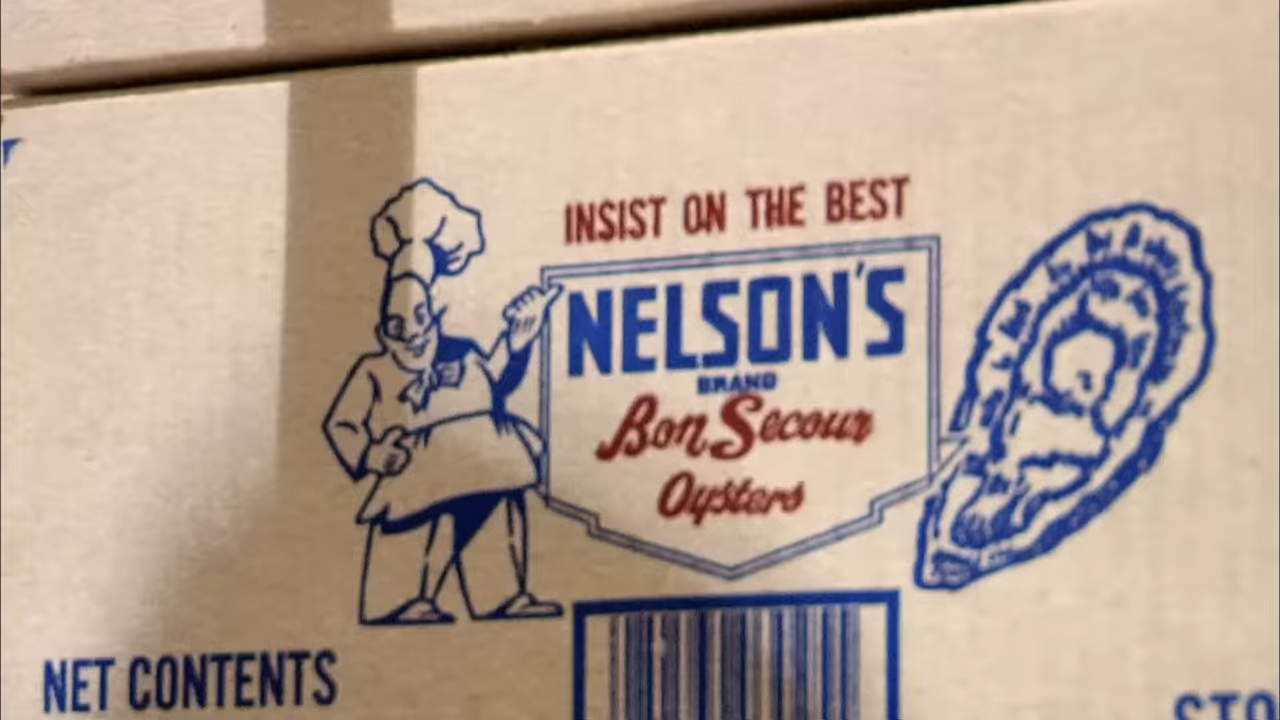 INSIST ON THE BEST
NELSON'S
BRAND
Bon Secour
Oysters
NET CONTENTS